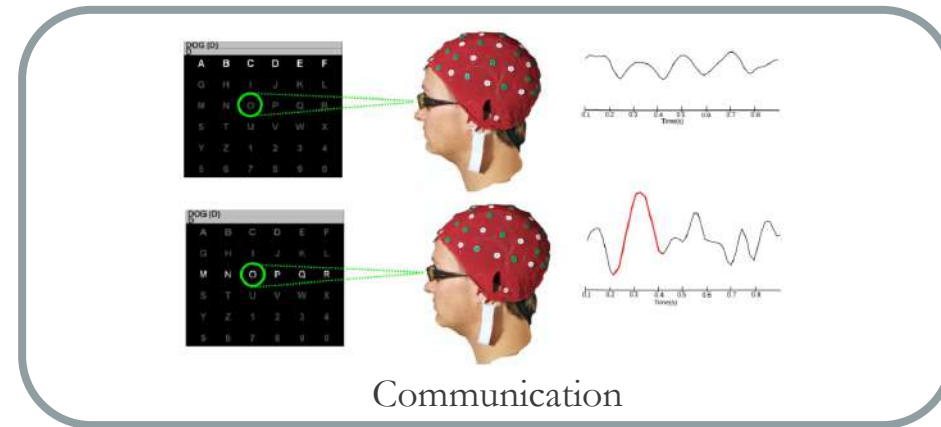 DOG (D)
D
A B C D E F
G H I J K L
M N O P Q R
S T U V W X
Y Z 1 2 3 4
5 6 7 8 9 0
0.1 0.2 0.3 0.4 0.5 0.6 0.7 0.8
Time(s)
DOG (D)
D
A B C D E F
G H I J K L
M N O P Q R
S T U V W X
Y Z 1 2 3 4
5 6 7 8 9 0
0.1 0.2 0.3 0.4 0.5 0.6 0.7 0.8
Time(s)
Communication